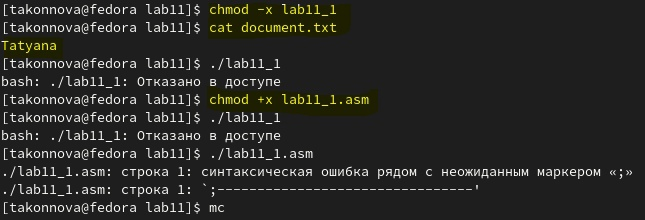 [takonnova@fedora lab11]$ chmod -x lab11_1
[takonnova@fedora lab11]$ cat document.txt
Tatyana
[takonnova@fedora lab11]$ ./lab11_1
bash: ./lab11_1: Отказано в доступе
[takonnova@fedora lab11]$ chmod +x lab11_1.asm
[takonnova@fedora lab11]$ ./lab11_1
bash: ./lab11_1: Отказано в доступе
[takonnova@fedora lab11]$ ./lab11_1.asm
./lab11_1.asm: строка 1: синтаксическая ошибка рядом с неожиданным маркером «;»
./lab11_1.asm: строка 1: `;--------------------------------'
[takonnova@fedora lab11]$ mc